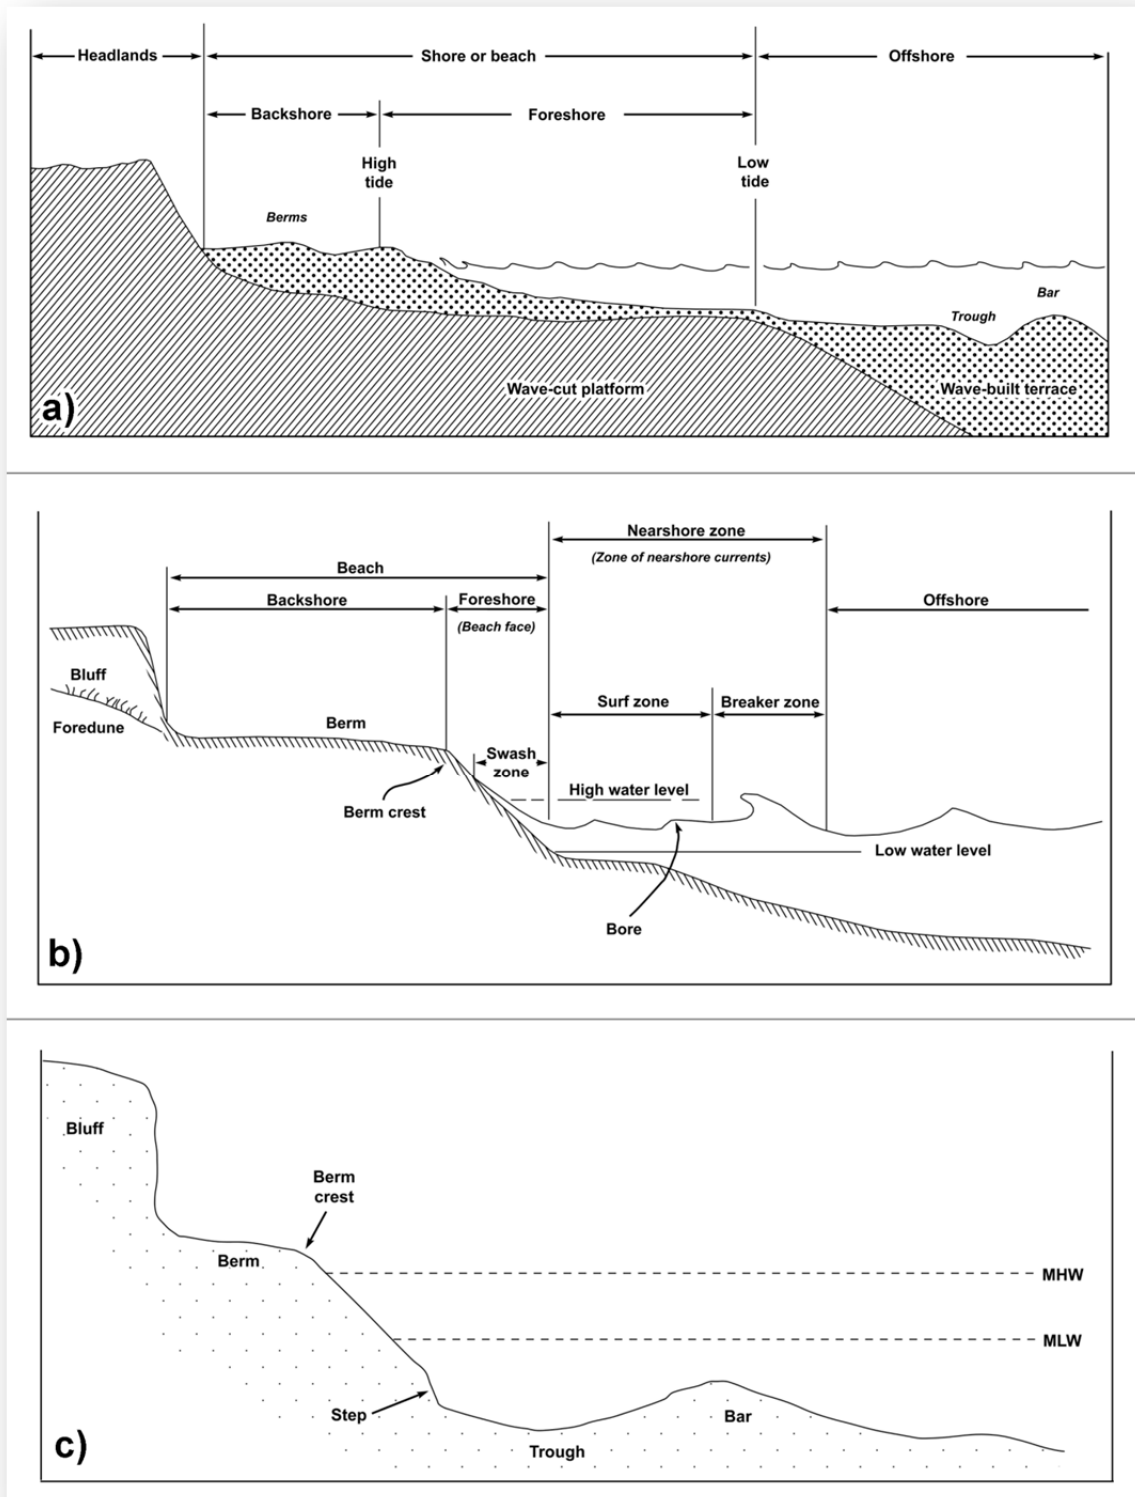 Headlands
Shore or beach
Offshore
Backshore
Foreshore
High
tide
Low
tide
Berms
Bar
Trough
Wave-cut platform
Wave-built terrace
a)
Nearshore zone
(Zone of nearshore currents)
Beach
Backshore
Foreshore
(Beach face)
Offshore
Bluff
Surf zone
Breaker zone
Foredune
Berm
Swash
zone
High water level
Berm crest
Low water level
Bore
b)
Bluff
Berm
crest
Berm
MHW
MLW
Step
Bar
Trough
c)